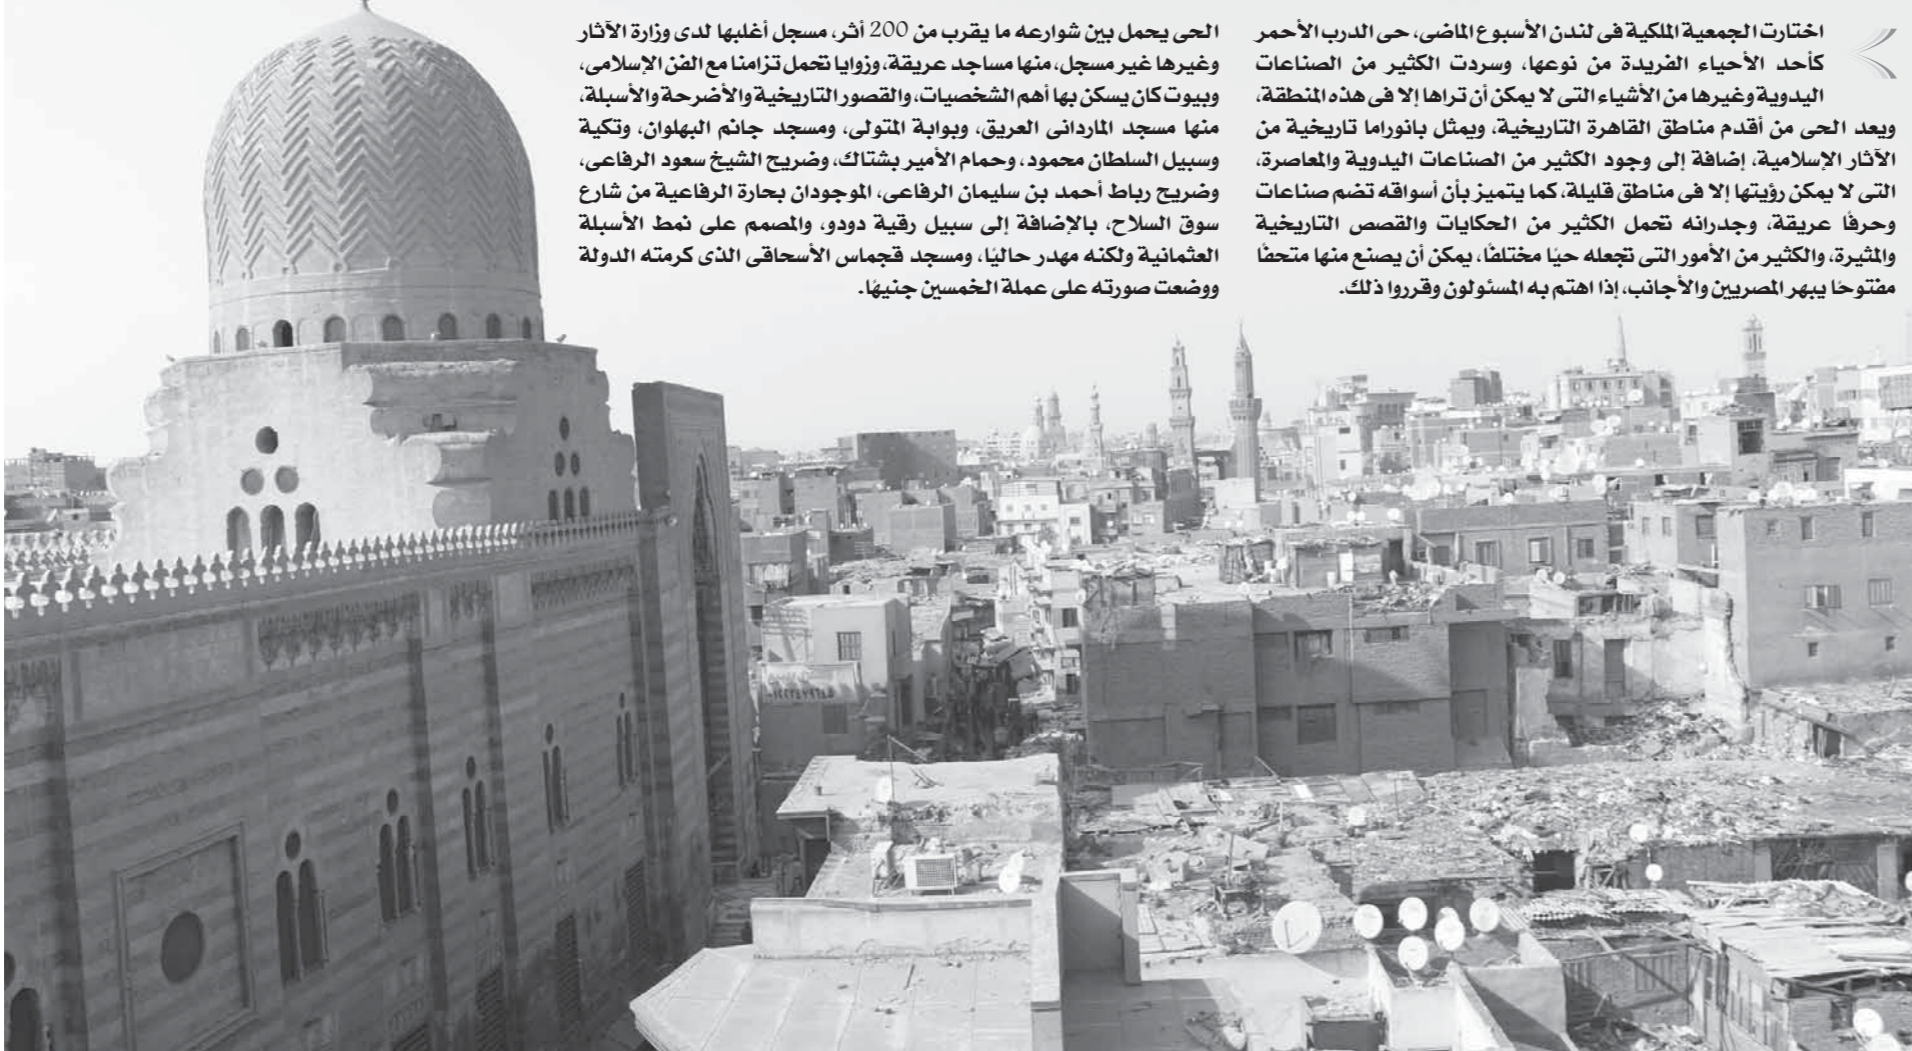 اختارت الجمعية الملكية فى لندن الأسبوع الماضى، حى الدرب الأحمر
كأحد الأحياء الفريدة من نوعها، وسردت الكثير من الصناعات
اليدوية وغيرها من الأشياء التى لا يمكن أن تراها إلا فى هذه المنطقة،
ويعد الحى من أقدم مناطق القاهرة التاريخية، ويمثل بانوراما تاريخية من
الآثار الإسلامية، إضافة إلى وجود الكثير من الصناعات اليدوية والمعاصرة،
التى لا يمكن رؤيتها إلا فى مناطق قليلة، كما يتميز بأن أسواقه تضم صناعات
وحرفًا عريقة، وجدرانه تحمل الكثير من الحكايات والقصص التاريخية
والمثيرة، والكثير من الأمور التى تجعله حيًا مختلفًا، يمكن أن يصنع منها متحفًا
مفتوحًا يبهر المصريين والأجانب، إذا اهتم به المسئولون وقرروا ذلك.
الحى يحمل بين شوارعه ما يقرب من 200 أثر، مسجل أغلبها لدى وزارة الآثار
وغيرها غير مسجل، منها مساجد عريقة، وزوايا تحمل تزامنا مع الفن الإسلامى،
وبيوت كان يسكن بها أهم الشخصيات، والقصور التاريخية والأضرحة والأسبلة،
منها مسجد الماردانى العريق، وبوابة المتولى، ومسجد جانم البهلوان، وتكية
وسبيل السلطان محمود، وحمام الأمير بشتاك، وضريح الشيخ سعود الرفاعى،
وضريح رباط أحمد بن سليمان الرفاعى، الموجودان بحارة الرفاعية من شارع
سوق السلاح، بالإضافة إلى سبيل رقية دودو، والمصمم على نمط الأسبلة
العثمانية ولكنه مهدر حاليًا، ومسجد قجماس الأسحاقى الذى كرمته الدولة
ووضعت صورته على عملة الخمسين جنيهًا.